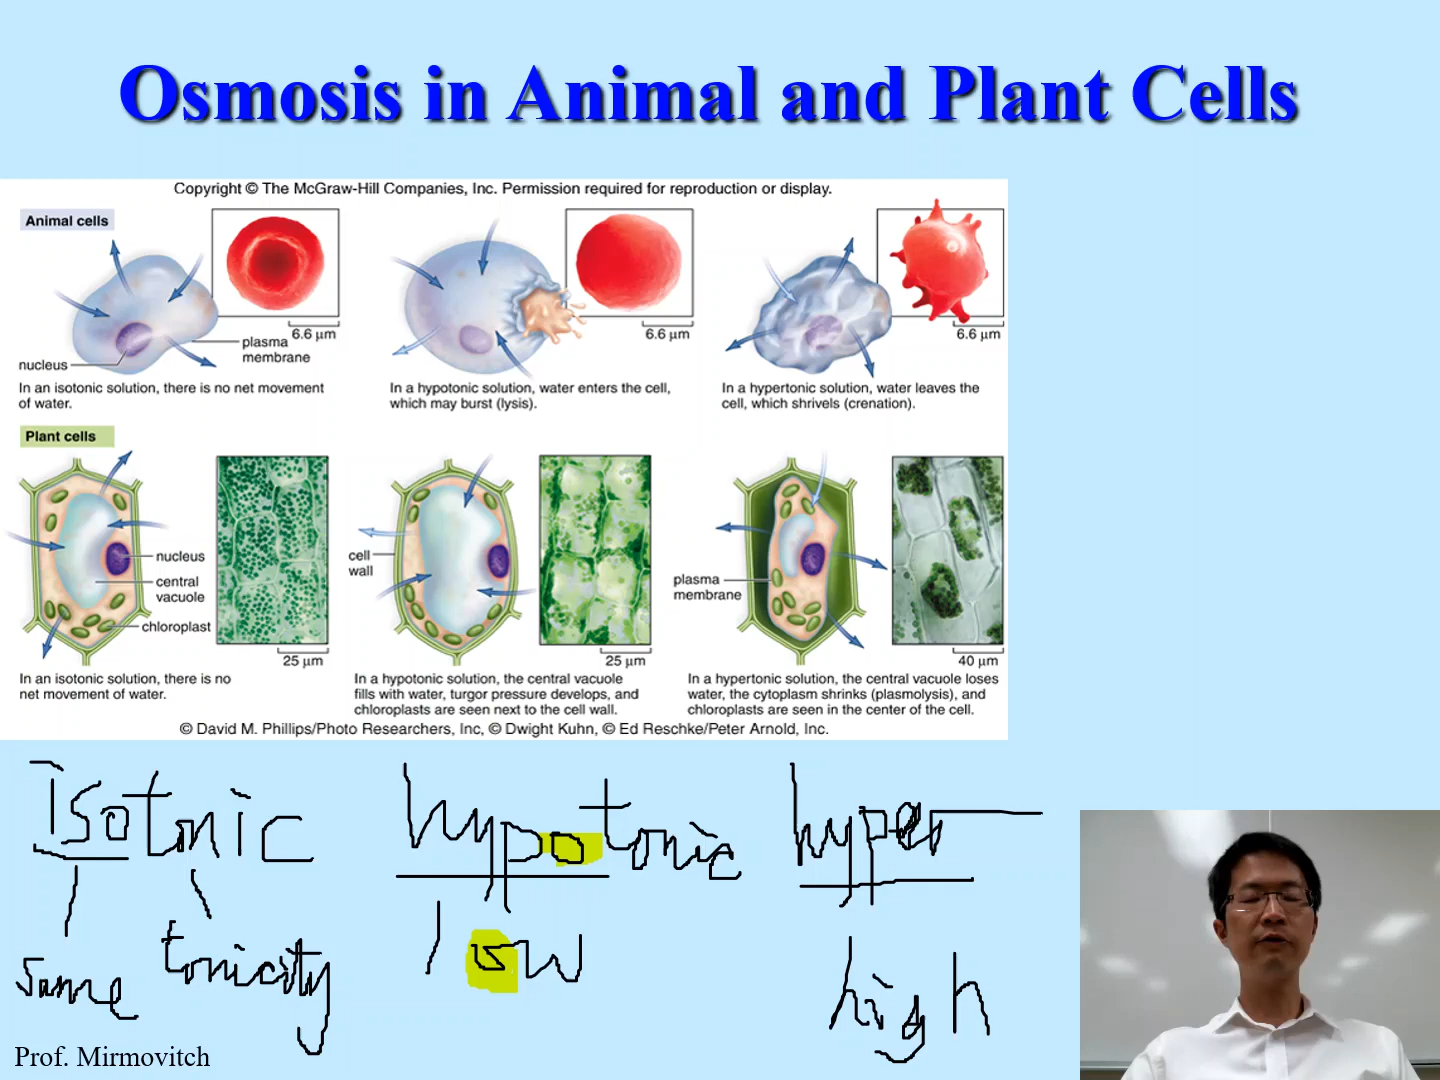 Osmosis in Animal and Plant Cells
Copyright © The McGraw-Hill Companies, Inc. Permission required for reproduction or display.
Animal cells
6.6 µm
plasma
membrane
nucleus
In an isotonic solution, there is no net movement
of water.
6.6 µm
In a hypotonic solution, water enters the cell,
which may burst (lysis).
6.6 µm
In a hypertonic solution, water leaves the
cell, which shrivels (crenation).
Plant cells
nucleus
central
vacuole
chloroplast
25 µm
In an isotonic solution, there is no
net movement of water.
cell
wall
25 µm
In a hypotonic solution, the central vacuole
fills with water, turgor pressure develops, and
chloroplasts are seen next to the cell wall.
plasma
membrane
40 µm
In a hypertonic solution, the central vacuole loses
water, the cytoplasm shrinks (plasmolysis), and
chloroplasts are seen in the center of the cell.
© David M. Phillips/Photo Researchers, Inc, © Dwight Kuhn, © Ed Reschke/Peter Arnold, Inc.
isotonic
same tonicity
hypotonic
low
hyper
high
Prof. Mirmovitch